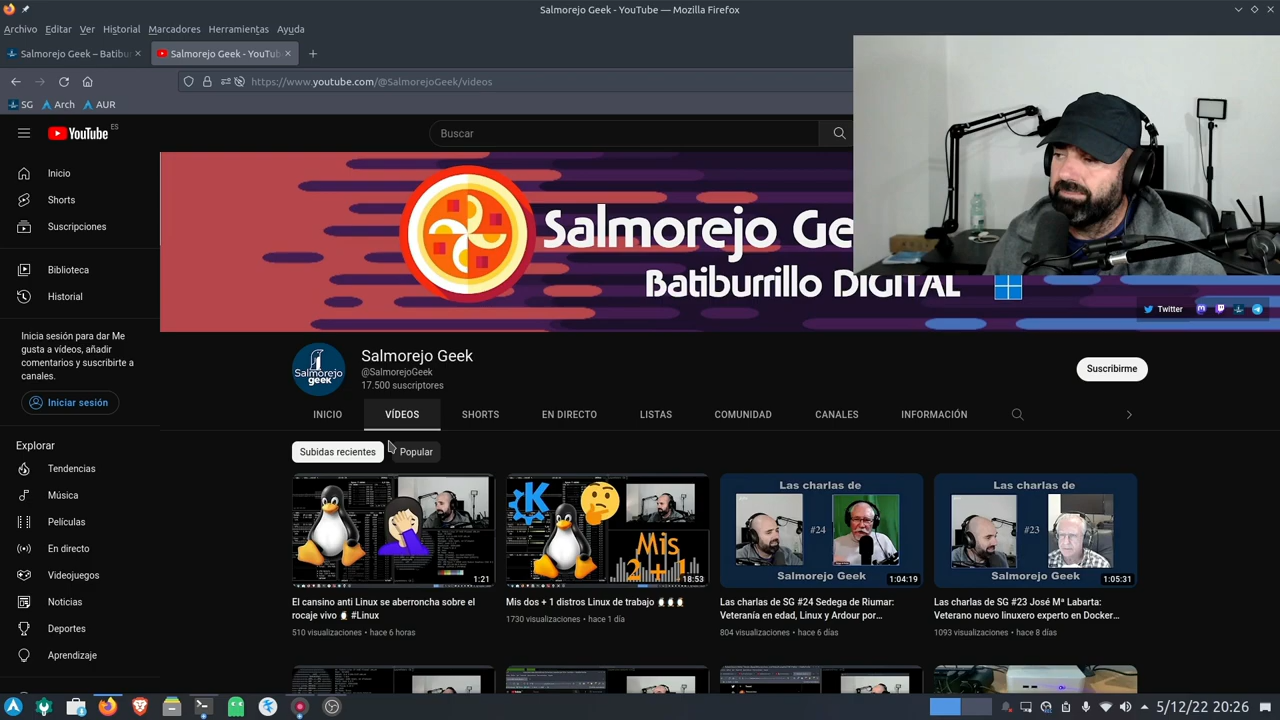 Salmorejo Geek - YouTube — Mozilla Firefox
Archivo Editar Ver Historial Marcadores Herramientas Ayuda
Salmorejo Geek – Batibur
Salmorejo Geek - YouTub
https://www.youtube.com/@SalmorejoGeek/videos
SG Arch AUR
YouTube ES
Buscar
Inicio
Shorts
Suscripciones
Biblioteca
Historial
Inicia sesión para dar Me
gusta a vídeos, añadir
comentarios y suscribirte a
canales.
Iniciar sesión
Explorar
Tendencias
Música
Películas
En directo
Videojuegos
Noticias
Deportes
Aprendizaje
Salmorejo Ge
Batiburrillo DIGITAL
Twitter
Salmorejo geek
Salmorejo Geek
@SalmorejoGeek
17.500 suscriptores
Suscribirme
INICIO VÍDEOS SHORTS EN DIRECTO LISTAS COMUNIDAD CANALES INFORMACIÓN
Subidas recientes Popular
1:21
El cansino anti Linux se aberroncha sobre el
rocaje vivo #Linux
510 visualizaciones • hace 6 horas
Mis
2 + 1
18:53
Mis dos + 1 distros Linux de trabajo
1730 visualizaciones • hace 1 día
Las charlas de
#24
Salmorejo Geek
1:04:19
Las charlas de SG #24 Sedega de Riumar:
Veteranía en edad, Linux y Ardour por...
804 visualizaciones • hace 6 días
Las charlas de
#23
Salmorejo Geek
1:05:31
Las charlas de SG #23 José Mª Labarta:
Veterano nuevo linuxero experto en Docker...
1093 visualizaciones • hace 8 días
5/12/22 20:26